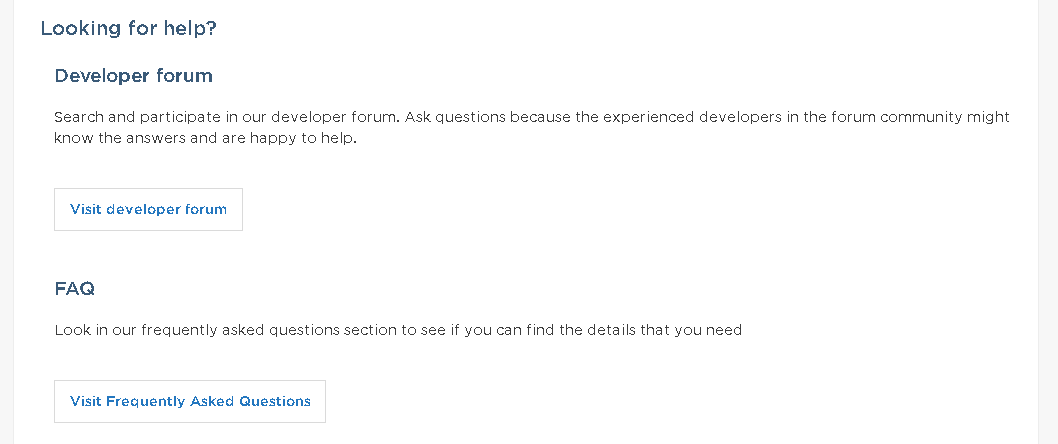 Looking for help?
Developer forum
Search and participate in our developer forum. Ask questions because the experienced developers in the forum community might
know the answers and are happy to help.
Visit developer forum
FAQ
Look in our frequently asked questions section to see if you can find the details that you need
Visit Frequently Asked Questions